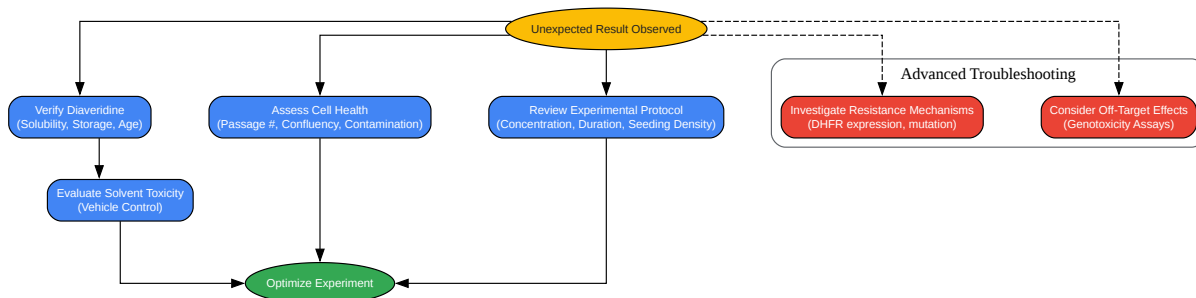 Unexpected Result Observed
Advanced Troubleshooting
Verify Diaveridine
(Solubility, Storage, Age)
Assess Cell Health
(Passage #, Confluency, Contamination)
Review Experimental Protocol
(Concentration, Duration, Seeding Density)
Investigate Resistance Mechanisms
(DHFR expression, mutation)
Consider Off-Target Effects
(Genotoxicity Assays)
Evaluate Solvent Toxicity
(Vehicle Control)
Optimize Experiment